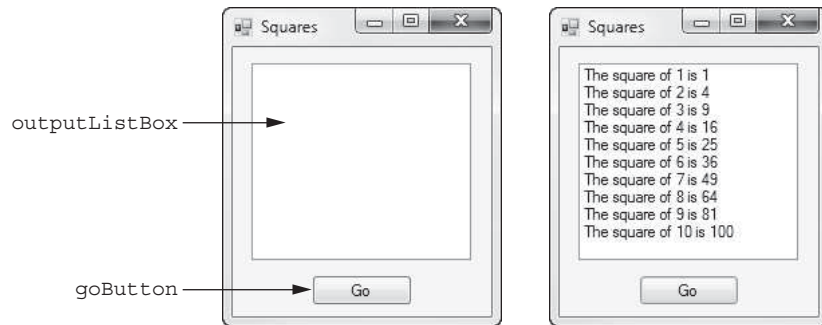 Squares
outputListBox
goButton
Go
Squares
The square of 1 is 1
The square of 2 is 4
The square of 3 is 9
The square of 4 is 16
The square of 5 is 25
The square of 6 is 36
The square of 7 is 49
The square of 8 is 64
The square of 9 is 81
The square of 10 is 100
Go